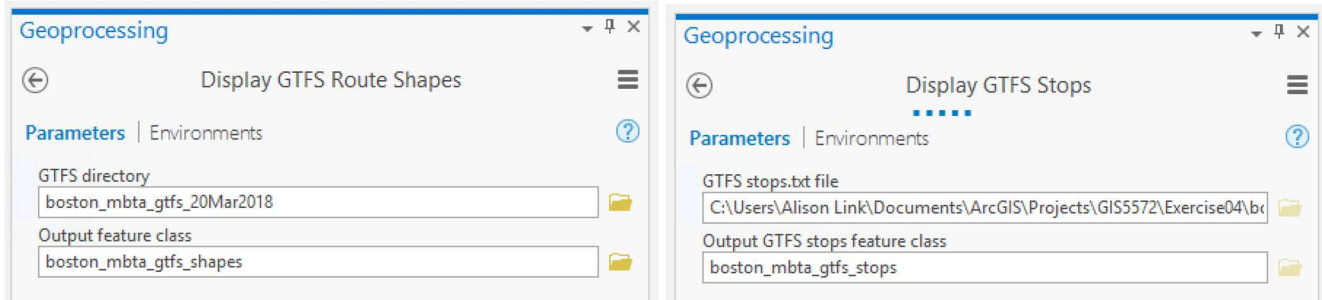 Geoprocessing
Display GTFS Route Shapes
Parameters | Environments
GTFS directory
boston_mbta_gtfs_20Mar2018
Output feature class
boston_mbta_gtfs_shapes
Geoprocessing
Display GTFS Stops
Parameters | Environments
GTFS stops.txt file
C:\Users\Alison Link\Documents\ArcGIS\Projects\GIS5572\Exercise04\bo
Output GTFS stops feature class
boston_mbta_gtfs_stops